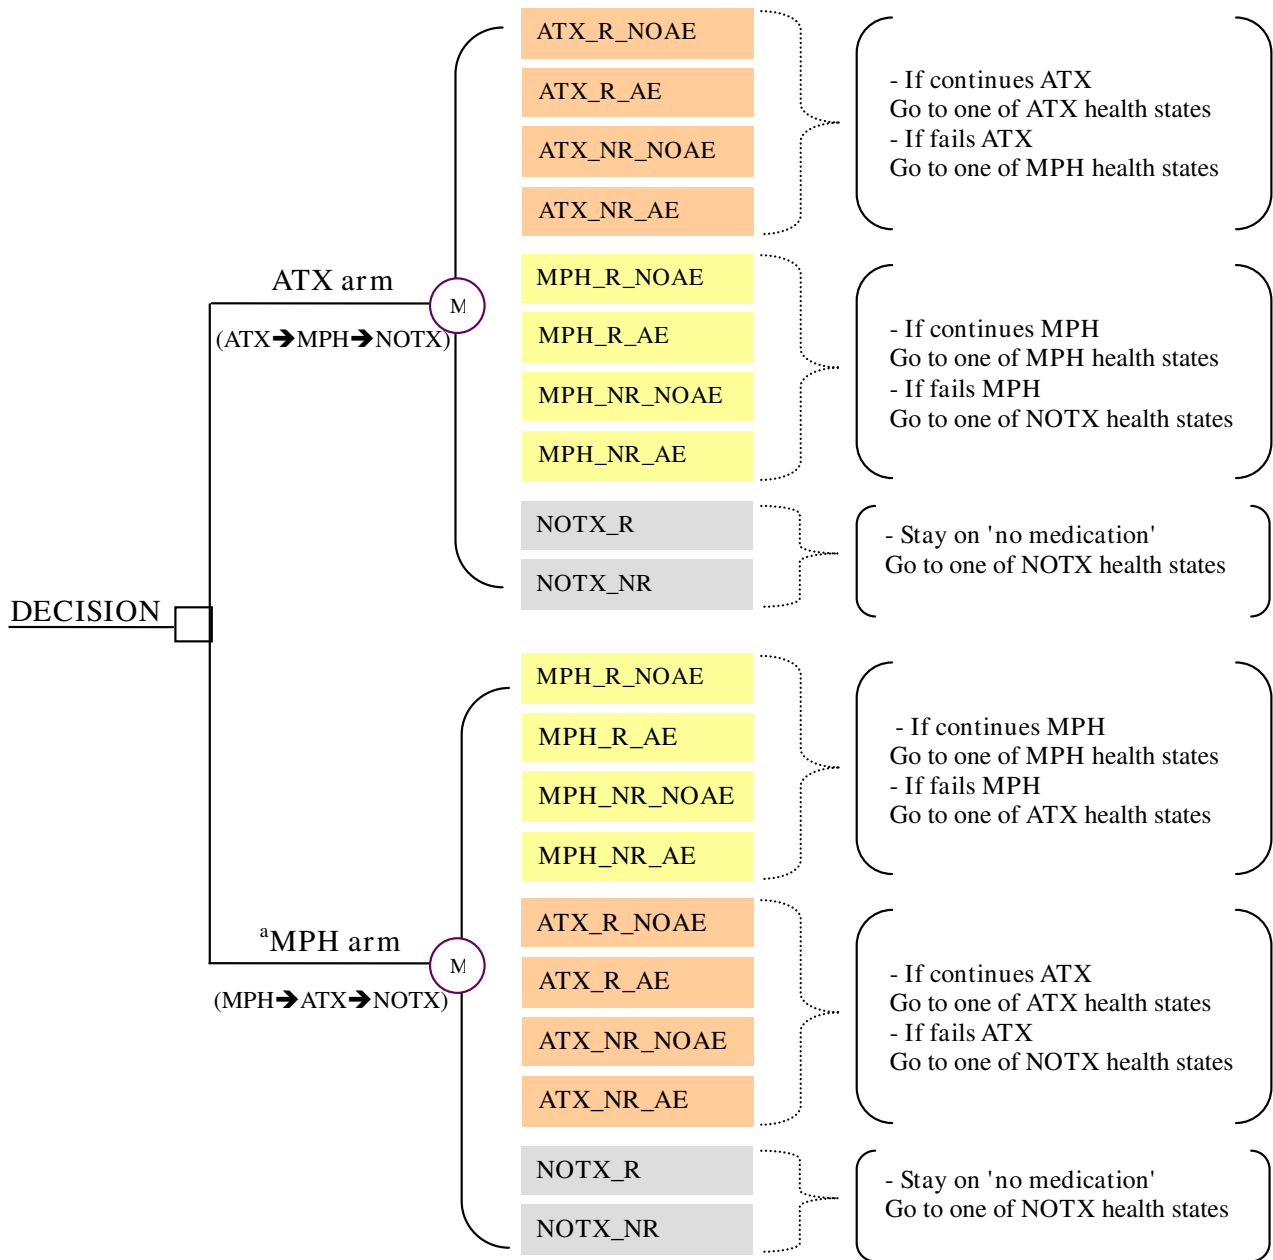 ATX_R_NOAE
ATX_R_AE
ATX_NR_NOAE
ATX_NR_AE
- If continues ATX
Go to one of ATX health states
- If fails ATX
Go to one of MPH health states
ATX arm
M
(ATX➔MPH➔NOTX)
MPH_R_NOAE
MPH_R_AE
MPH_NR_NOAE
MPH_NR_AE
- If continues MPH
Go to one of MPH health states
- If fails MPH
Go to one of NOTX health states
NOTX_R
NOTX_NR
- Stay on 'no medication'
Go to one of NOTX health states
DECISION
MPH_R_NOAE
MPH_R_AE
MPH_NR_NOAE
MPH_NR_AE
- If continues MPH
Go to one of MPH health states
- If fails MPH
Go to one of ATX health states
aMPH arm
M
(MPH➔ATX➔NOTX)
ATX_R_NOAE
ATX_R_AE
ATX_NR_NOAE
ATX_NR_AE
- If continues ATX
Go to one of ATX health states
- If fails ATX
Go to one of NOTX health states
NOTX_R
NOTX_NR
- Stay on 'no medication'
Go to one of NOTX health states